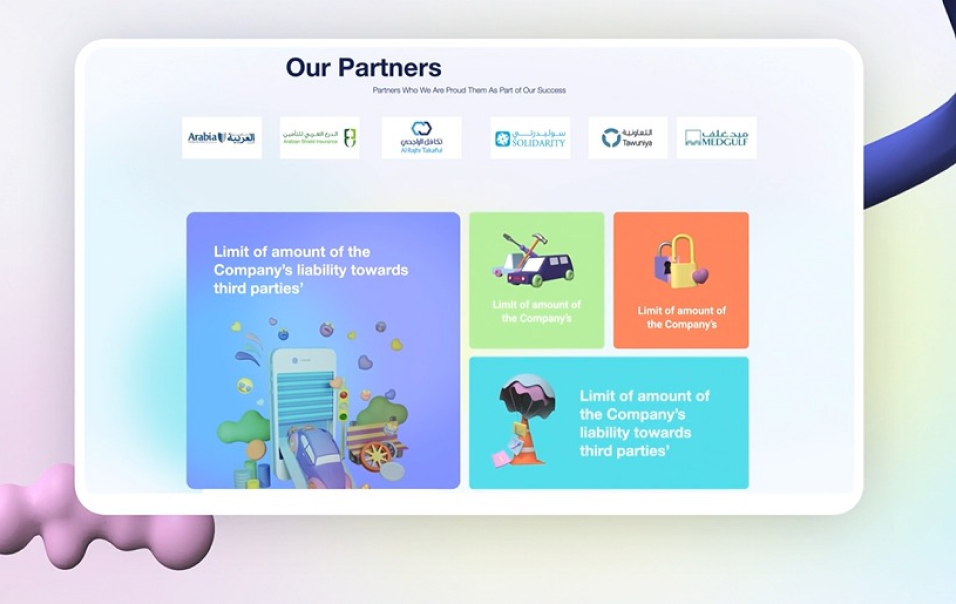 Our Partners
Partners Who We Are Proud Them As Part of Our Success
Arabia العربية
الدرع العربي للتأمين
Arabian Shield Insurance
تكافل الراجحي
Al Rajhi Takaful
سوليدرتي
SOLIDARITY
التعاونية
Tawuniya
ميدغلف
MEDGULF
Limit of amount of the
Company's liability towards
third parties'
Limit of amount of
the Company's
Limit of amount of
the Company's
Limit of amount of
the Company's
liability towards
third parties'